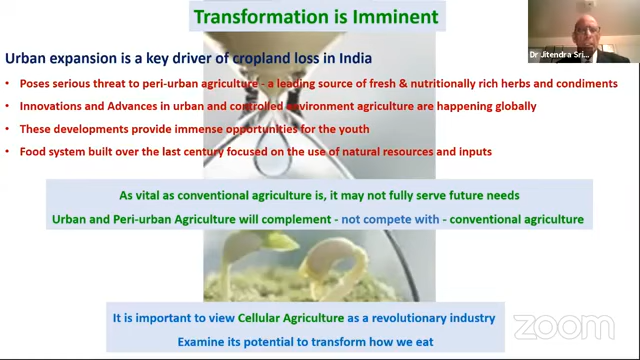 Transformation is Imminent
Dr Jitendra Sri...
Urban expansion is a key driver of cropland loss in India
• Poses serious threat to peri-urban agriculture - a leading source of fresh & nutritionally rich herbs and condiments
• Innovations and Advances in urban and controlled environment agriculture are happening globally
• These developments provide immense opportunities for the youth
• Food system built over the last century focused on the use of natural resources and inputs
As vital as conventional agriculture is, it may not fully serve future needs
Urban and Peri-urban Agriculture will complement - not compete with - conventional agriculture
It is important to view Cellular Agriculture as a revolutionary industry
Examine its potential to transform how we eat
zoom